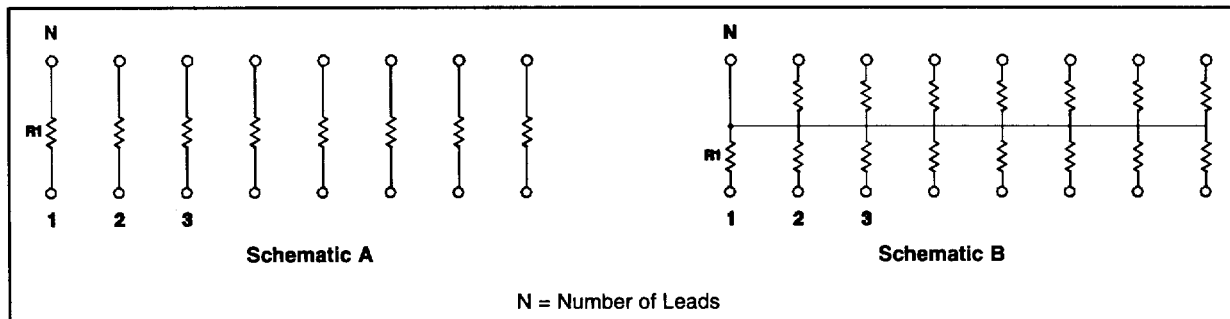 N
R1
1 2 3
Schematic A
N
R1
1 2 3
Schematic B
N = Number of Leads